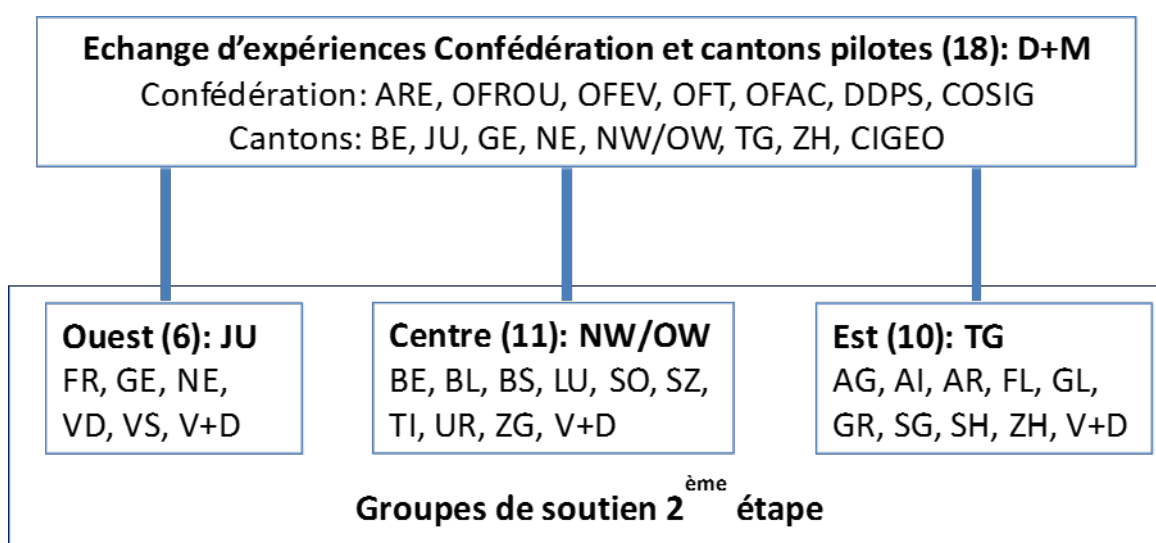 Echange d'expériences Confédération et cantons pilotes (18): D+M
Confédération: ARE, OFROU, OFEV, OFT, OFAC, DDPS, COSIG
Cantons: BE, JU, GE, NE, NW/OW, TG, ZH, CIGEO
Ouest (6): JU
FR, GE, NE,
VD, VS, V+D
Centre (11): NW/OW
BE, BL, BS, LU, SO, SZ,
TI, UR, ZG, V+D
Est (10): TG
AG, AI, AR, FL, GL,
GR, SG, SH, ZH, V+D
Groupes de soutien 2ème étape